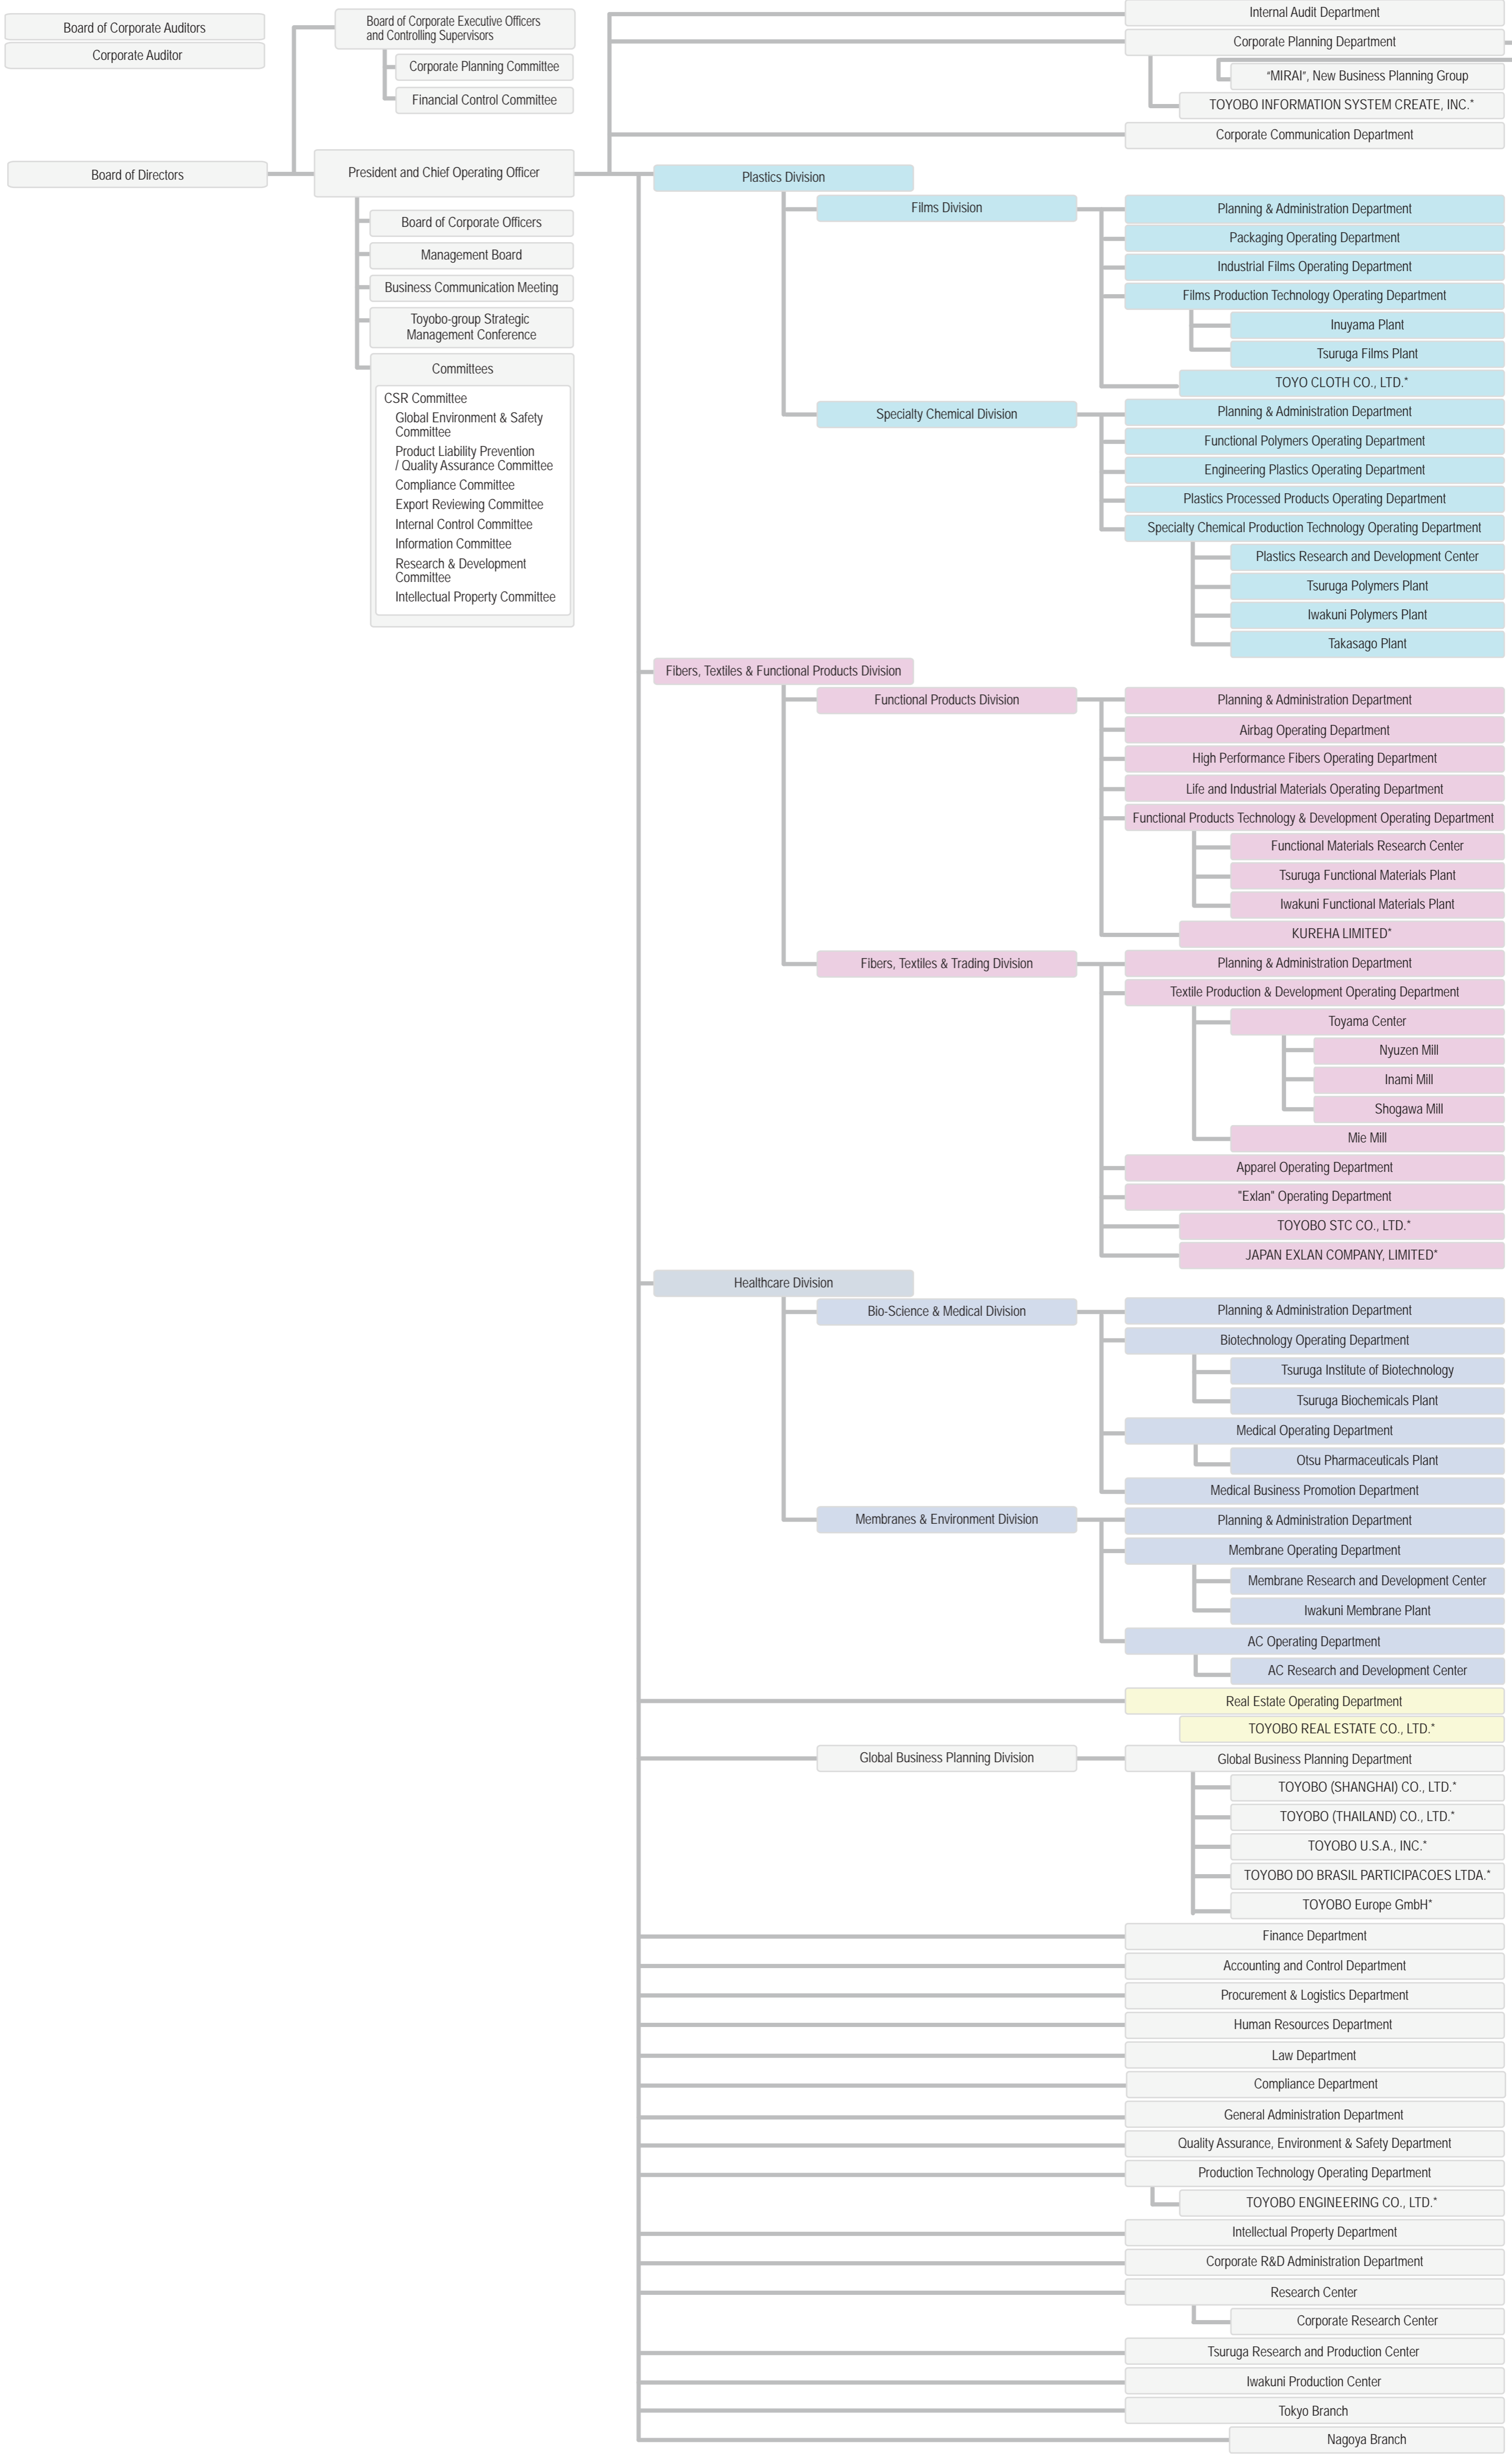 Board of Corporate Auditors
Corporate Auditor
Board of Directors
Board of Corporate Executive Officers
and Controlling Supervisors
Corporate Planning Committee
Financial Control Committee
President and Chief Operating Officer
Board of Corporate Officers
Management Board
Business Communication Meeting
Toyobo-group Strategic
Management Conference
Committees
CSR Committee
Global Environment & Safety
Committee
Product Liability Prevention
/ Quality Assurance Committee
Compliance Committee
Export Reviewing Committee
Internal Control Committee
Information Committee
Research & Development
Committee
Intellectual Property Committee
Internal Audit Department
Corporate Planning Department
“MIRAI”, New Business Planning Group
TOYOBO INFORMATION SYSTEM CREATE, INC.*
Corporate Communication Department
Plastics Division
Films Division
Planning & Administration Department
Packaging Operating Department
Industrial Films Operating Department
Films Production Technology Operating Department
Inuyama Plant
Tsuruga Films Plant
TOYO CLOTH CO., LTD.*
Specialty Chemical Division
Planning & Administration Department
Functional Polymers Operating Department
Engineering Plastics Operating Department
Plastics Processed Products Operating Department
Specialty Chemical Production Technology Operating Department
Plastics Research and Development Center
Tsuruga Polymers Plant
Iwakuni Polymers Plant
Takasago Plant
Fibers, Textiles & Functional Products Division
Functional Products Division
Planning & Administration Department
Airbag Operating Department
High Performance Fibers Operating Department
Life and Industrial Materials Operating Department
Functional Products Technology & Development Operating Department
Functional Materials Research Center
Tsuruga Functional Materials Plant
Iwakuni Functional Materials Plant
KUREHA LIMITED*
Fibers, Textiles & Trading Division
Planning & Administration Department
Textile Production & Development Operating Department
Toyama Center
Nyuzen Mill
Inami Mill
Shogawa Mill
Mie Mill
Apparel Operating Department
"Exlan" Operating Department
TOYOBO STC CO., LTD.*
JAPAN EXLAN COMPANY, LIMITED*
Healthcare Division
Bio-Science & Medical Division
Planning & Administration Department
Biotechnology Operating Department
Tsuruga Institute of Biotechnology
Tsuruga Biochemicals Plant
Medical Operating Department
Otsu Pharmaceuticals Plant
Medical Business Promotion Department
Membranes & Environment Division
Planning & Administration Department
Membrane Operating Department
Membrane Research and Development Center
Iwakuni Membrane Plant
AC Operating Department
AC Research and Development Center
Real Estate Operating Department
TOYOBO REAL ESTATE CO., LTD.*
Global Business Planning Division
Global Business Planning Department
TOYOBO (SHANGHAI) CO., LTD.*
TOYOBO (THAILAND) CO., LTD.*
TOYOBO U.S.A., INC.*
TOYOBO DO BRASIL PARTICIPACOES LTDA.*
TOYOBO Europe GmbH*
Finance Department
Accounting and Control Department
Procurement & Logistics Department
Human Resources Department
Law Department
Compliance Department
General Administration Department
Quality Assurance, Environment & Safety Department
Production Technology Operating Department
TOYOBO ENGINEERING CO., LTD.*
Intellectual Property Department
Corporate R&D Administration Department
Research Center
Corporate Research Center
Tsuruga Research and Production Center
Iwakuni Production Center
Tokyo Branch
Nagoya Branch